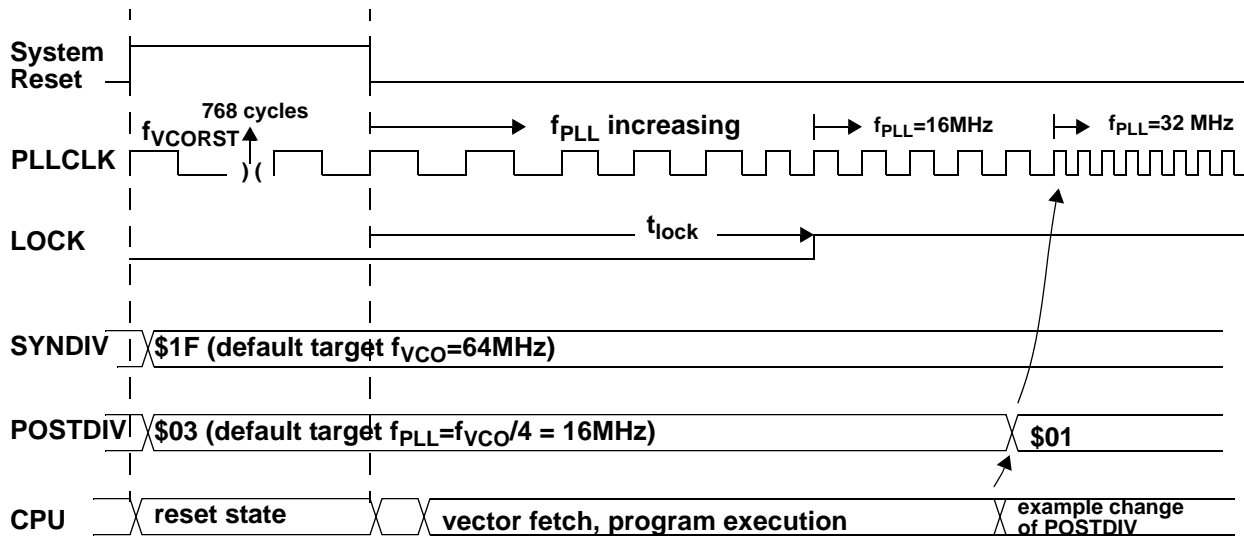 System
Reset
768 cycles
fVCORST
fPLL increasing
fPLL=16MHz
fPLL=32 MHz
PLLCLK
) (
LOCK
tlock
SYNDIV
$1F (default target fVCO=64MHz)
POSTDIV
$03 (default target fPLL=fVCO/4 = 16MHz)
$01
CPU
reset state
vector fetch, program execution
example change
of POSTDIV